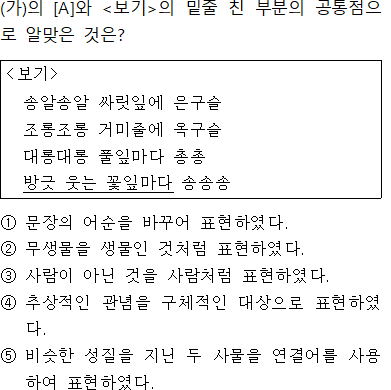 (가)의 [A]와 <보기>의 밑줄 친 부분의 공통점으
로 알맞은 것은?
<보기>
송알송알 싸릿잎에 은구슬
조롱조롱 거미줄에 옥구슬
대롱대롱 풀잎마다 총총
방긋 웃는 꽃잎마다 송송송
① 문장의 어순을 바꾸어 표현하였다.
② 무생물을 생물인 것처럼 표현하였다.
③ 사람이 아닌 것을 사람처럼 표현하였다.
④ 추상적인 관념을 구체적인 대상으로 표현하였
다.
⑤ 비슷한 성질을 지닌 두 사물을 연결어를 사용
하여 표현하였다.